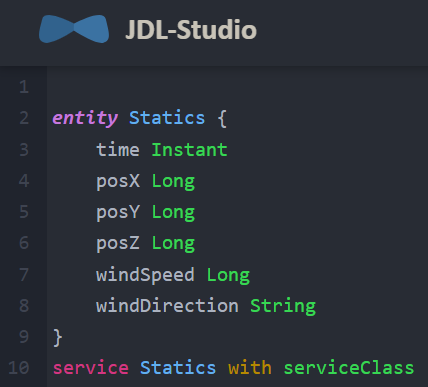 JDL-Studio
1
2 entity Statics {
3 time Instant
4 posX Long
5 posY Long
6 posZ Long
7 windSpeed Long
8 windDirection String
9 }
10 service Statics with serviceClass